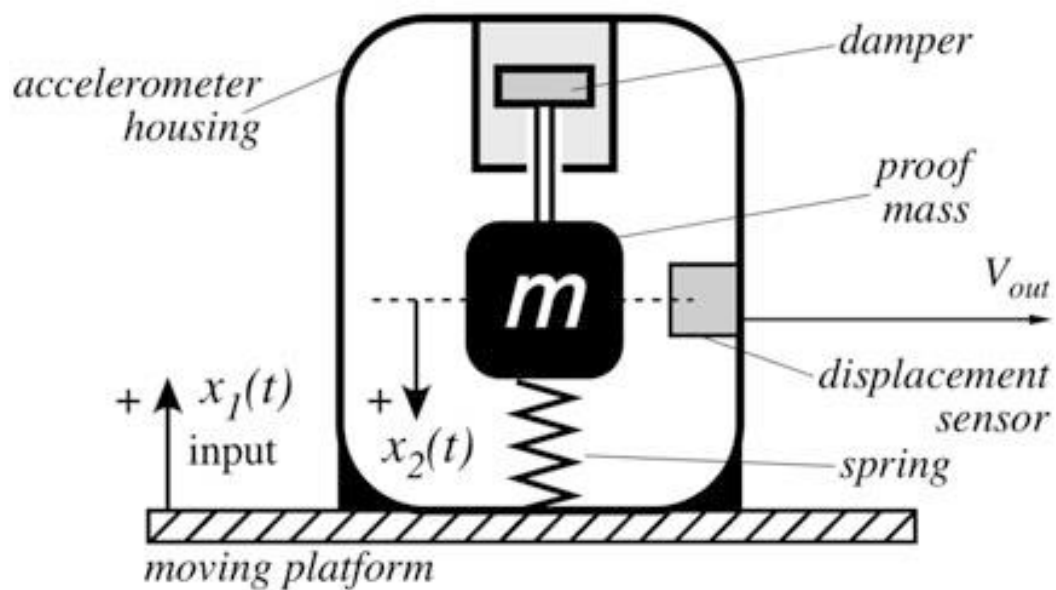 damper
accelerometer
housing
proof
mass
m
V_out
displacement
sensor
+ x_1(t)
input
+
x_2(t)
spring
moving platform